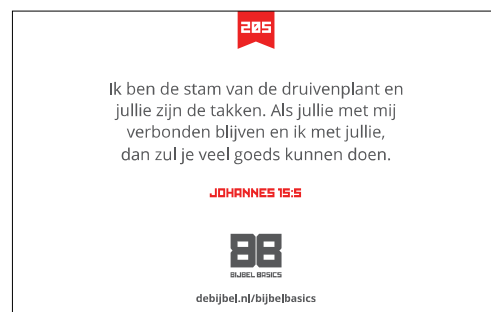 205
Ik ben de stam van de druivenplant en
jullie zijn de takken. Als jullie met mij
verbonden blijven en ik met jullie,
dan zul je veel goeds kunnen doen.
JOHANNES 15:5
BB
BIJBEL BASICS
debijbel.nl/bijbelbasics